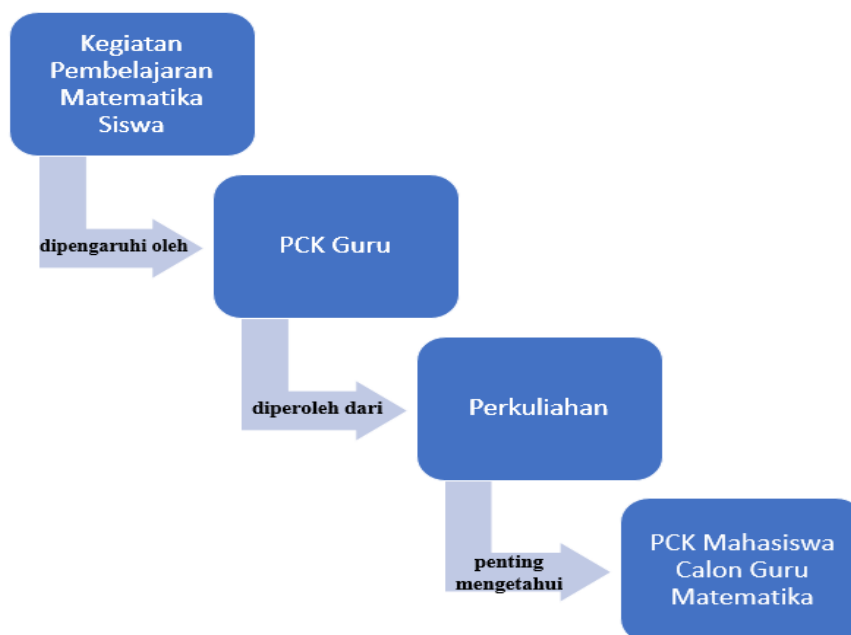 Kegiatan
Pembelajaran
Matematika
Siswa
dipengaruhi oleh
PCK Guru
diperoleh dari
Perkuliahan
penting
mengetahui
PCK Mahasiswa
Calon Guru
Matematika